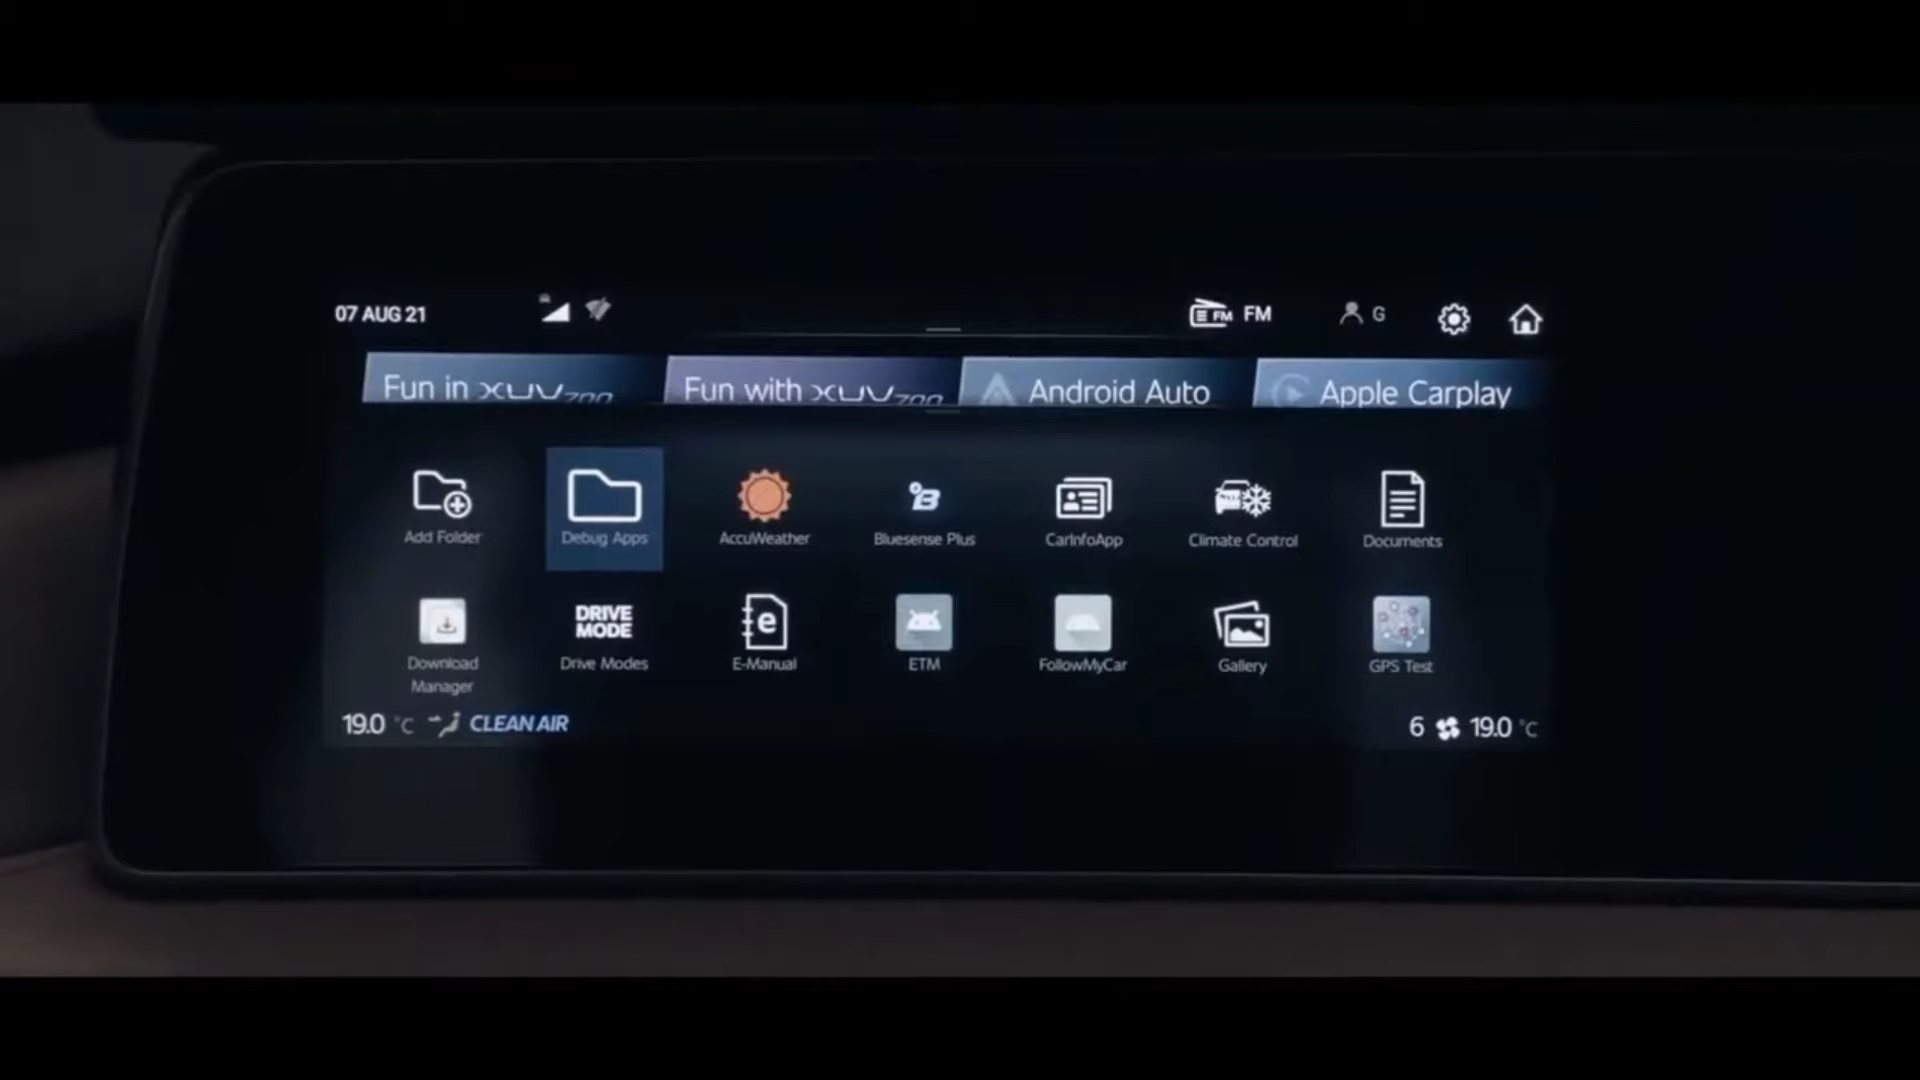 07 AUG 21
FM FM
G
Fun in XUV700
Fun with XUV700
Android Auto
Apple Carplay
Add Folder
Debug Apps
AccuWeather
Bluesense Plus
CarInfoApp
Climate Control
Documents
Download
Manager
DRIVE
MODE
Drive Modes
e
E-Manual
ETM
FollowMyCar
Gallery
GPS Test
19.0 °C CLEAN AIR
6 19.0 °C